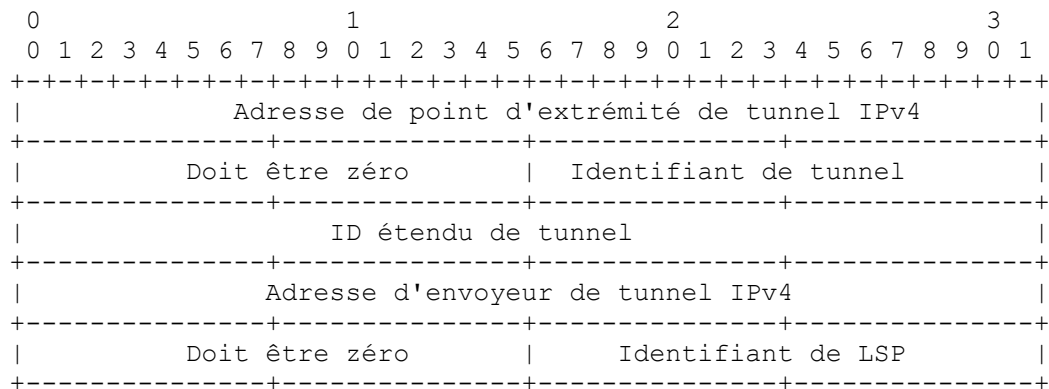 0 1 2 3
0 1 2 3 4 5 6 7 8 9 0 1 2 3 4 5 6 7 8 9 0 1 2 3 4 5 6 7 8 9 0 1
+-+-+-+-+-+-+-+-+-+-+-+-+-+-+-+-+-+-+-+-+-+-+-+-+-+-+-+-+-+-+-+-+
| Adresse de point d'extrémité de tunnel IPv4 |
+---------------+---------------+---------------+---------------+
| Doit être zéro | Identifiant de tunnel |
+---------------+---------------+---------------+---------------+
| ID étendu de tunnel |
+---------------+---------------+---------------+---------------+
| Adresse d'envoyeur de tunnel IPv4 |
+---------------+---------------+---------------+---------------+
| Doit être zéro | Identifiant de LSP |
+---------------+---------------+---------------+---------------+